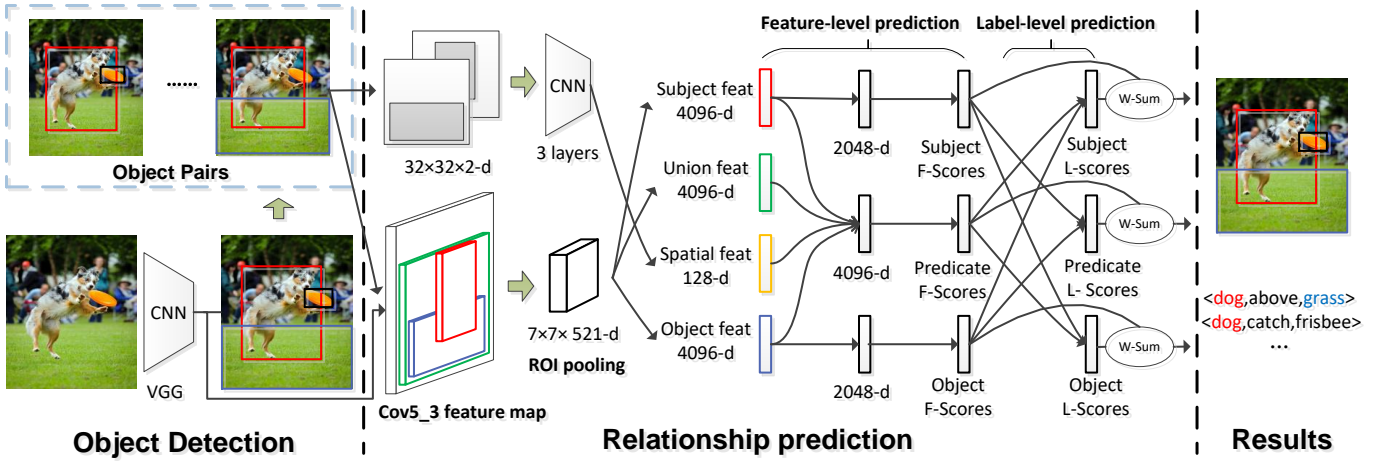 Object Pairs
......
CNN
VGG
Object Detection
32×32×2-d
CNN
3 layers
Cov5_3 feature map
7×7× 521-d
ROI pooling
Feature-level prediction
Label-level prediction
Subject feat
4096-d
Union feat
4096-d
Spatial feat
128-d
Object feat
4096-d
2048-d
4096-d
2048-d
Subject
F-Scores
Predicate
F-Scores
Object
F-Scores
Subject
L-scores
Predicate
L- Scores
Object
L-Scores
W-Sum
W-Sum
W-Sum
Relationship prediction
<dog,above,grass>
<dog,catch,frisbee>
...
Results